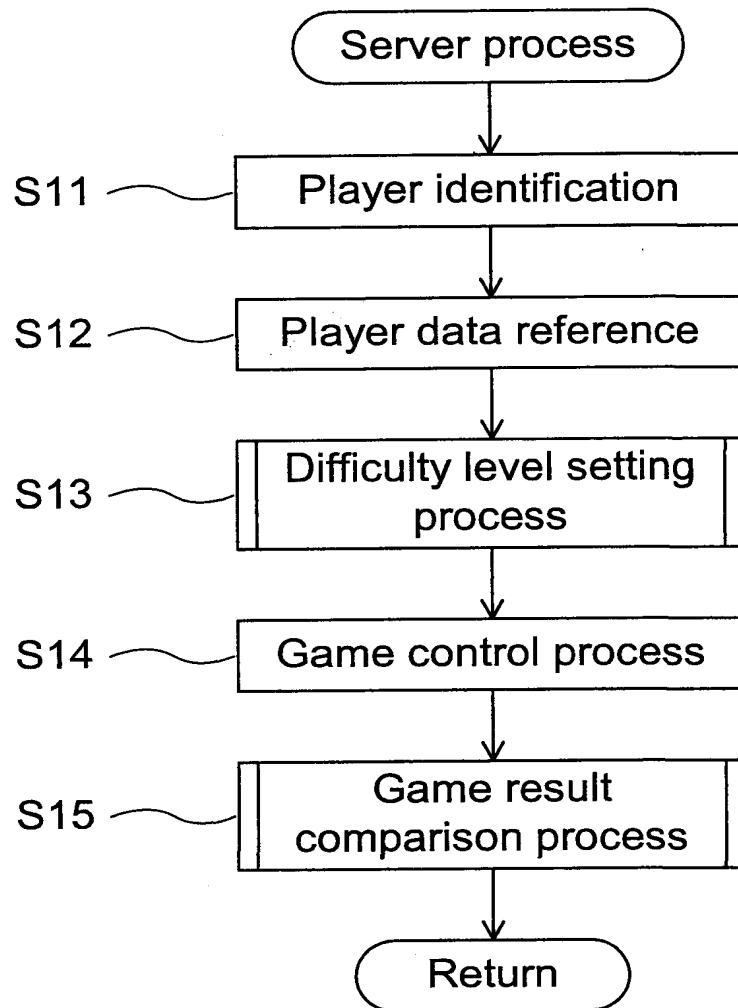 Server process
S11
Player identification
S12
Player data reference
S13
Difficulty level setting
process
S14
Game control process
S15
Game result
comparison process
Return